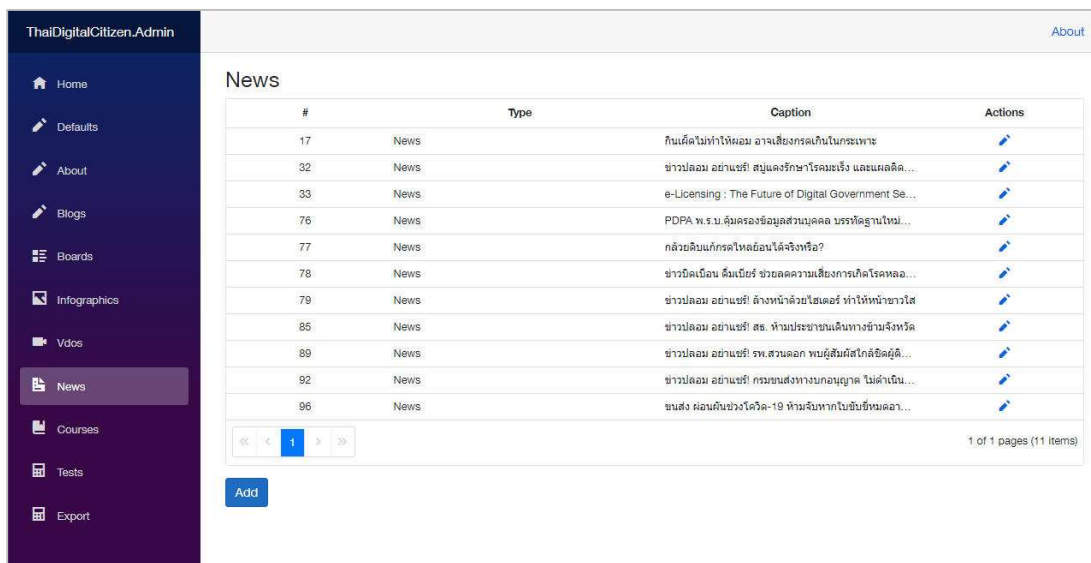 ThaiDigitalCitizen.Admin
About
Home
Defaults
About
Blogs
Boards
Infographics
Vdos
News
Courses
Tests
Export
News
# Type Caption Actions
17 News กินเผ็ดไม่ทำให้ผอม อาจเสี่ยงกรดเกินในกระเพาะ
32 News ข่าวปลอม อย่าแชร์! สบู่แดงรักษาโรคมะเร็ง และแผลติด...
33 News e-Licensing : The Future of Digital Government Se...
76 News PDPA พ.ร.บ.คุ้มครองข้อมูลส่วนบุคคล บรรทัดฐานใหม่...
77 News กล้วยดิบแก้กรดไหลย้อนได้จริงหรือ?
78 News ข่าวบิดเบือน ดื่มเบียร์ ช่วยลดความเสี่ยงการเกิดโรคหลอ...
79 News ข่าวปลอม อย่าแชร์! ล้างหน้าด้วยไฮเตอร์ ทำให้หน้าขาวใส
85 News ข่าวปลอม อย่าแชร์! สธ. ห้ามประชาชนเดินทางข้ามจังหวัด
89 News ข่าวปลอม อย่าแชร์! รพ.สวนดอก พบผู้สัมผัสใกล้ชิดผู้ติ...
92 News ข่าวปลอม อย่าแชร์! กรมขนส่งทางบกอนุญาต ไม่ดำเนิน...
96 News ขนส่ง ผ่อนผันช่วงโควิด-19 ห้ามจับหากใบขับขี่หมดอา...
« < 1 > »
1 of 1 pages (11 items)
Add